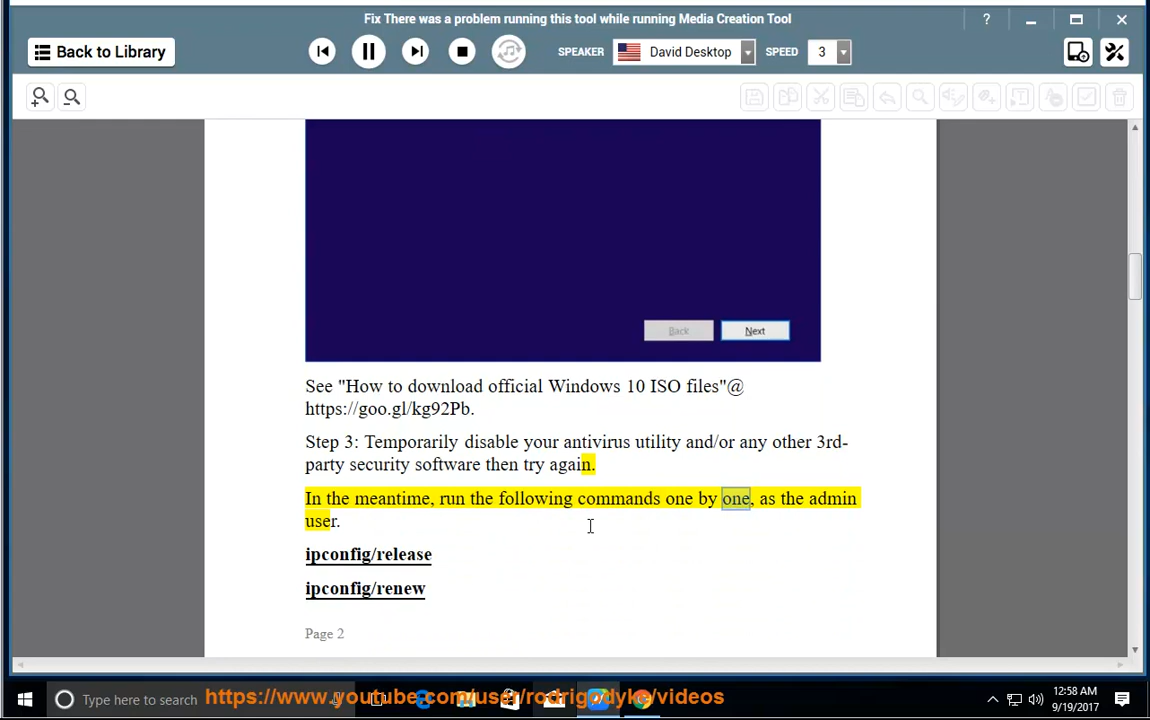 Fix There was a problem running this tool while running Media Creation Tool
?
Back to Library
SPEAKER
David Desktop
SPEED
3
Back
Next
See "How to download official Windows 10 ISO files"@
https://goo.gl/kg92Pb.
Step 3: Temporarily disable your antivirus utility and/or any other 3rd-
party security software then try again.
In the meantime, run the following commands one by one, as the admin
user.
ipconfig/release
ipconfig/renew
Page 2
Type here to search
https://www.youtube.com/user/rodrigodyke/videos
12:58 AM
9/19/2017